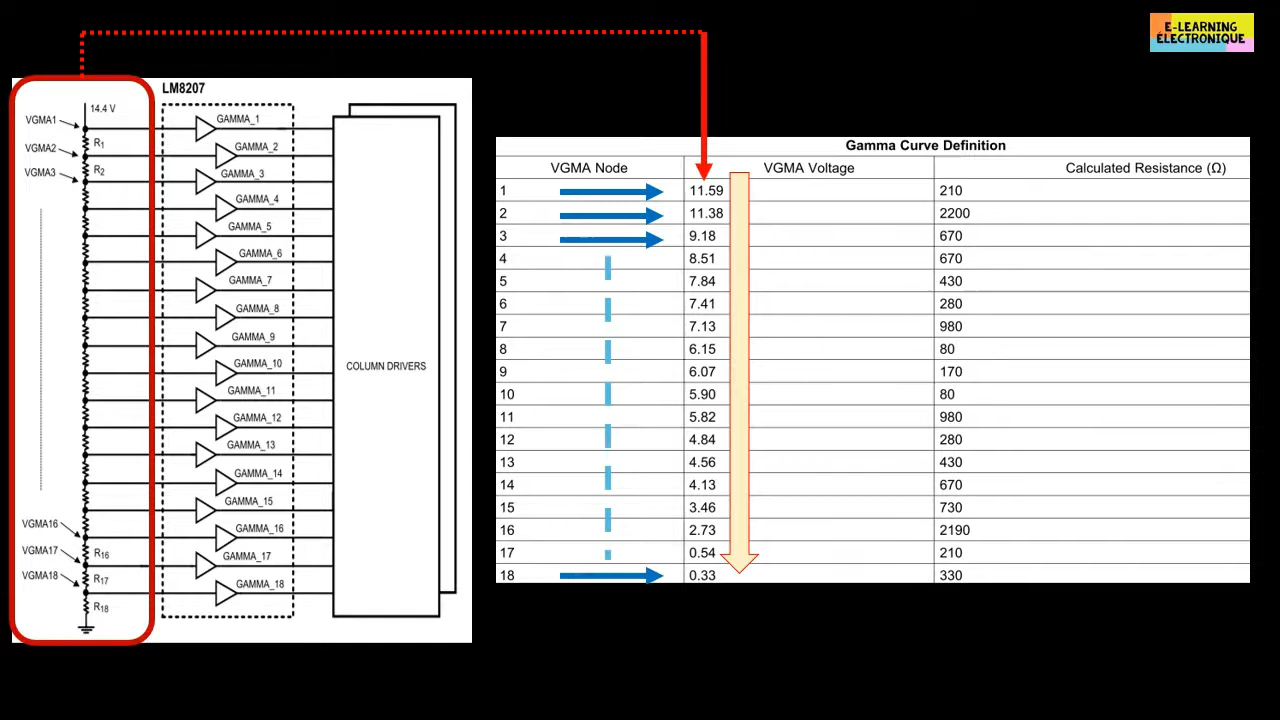 E-LEARNING
ÉLECTRONIQUE
LM8207
14.4 V
VGMA1
VGMA2
VGMA3
R1
R2
GAMMA_1
GAMMA_2
GAMMA_3
GAMMA_4
GAMMA_5
GAMMA_6
GAMMA_7
GAMMA_8
GAMMA_9
GAMMA_10
GAMMA_11
GAMMA_12
GAMMA_13
GAMMA_14
GAMMA_15
GAMMA_16
GAMMA_17
GAMMA_18
VGMA16
VGMA17
VGMA18
R16
R17
R18
COLUMN DRIVERS
Gamma Curve Definition
VGMA Node VGMA Voltage Calculated Resistance (Ω)
1 11.59 210
2 11.38 2200
3 9.18 670
4 8.51 670
5 7.84 430
6 7.41 280
7 7.13 980
8 6.15 80
9 6.07 170
10 5.90 80
11 5.82 980
12 4.84 280
13 4.56 430
14 4.13 670
15 3.46 730
16 2.73 2190
17 0.54 210
18 0.33 330